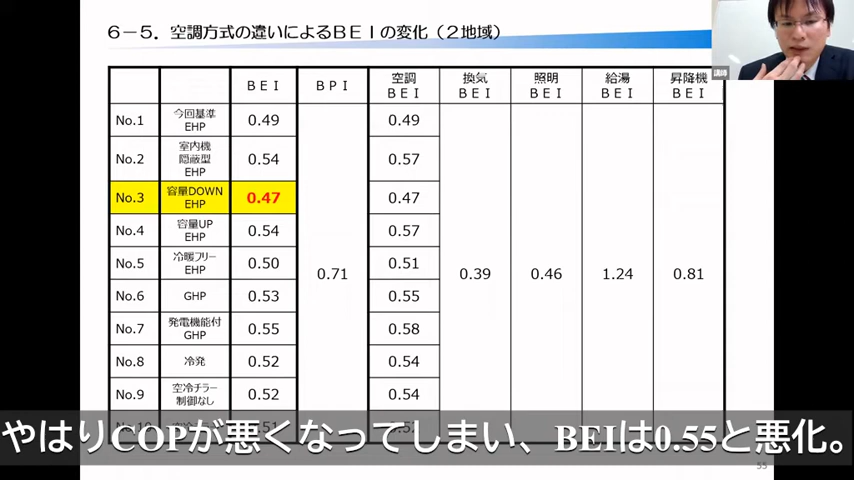 6－5．空調方式の違いによるＢＥＩの変化（２地域）
講師
ＢＥＩ ＢＰＩ 空調 ＢＥＩ 換気 ＢＥＩ 照明 ＢＥＩ 給湯 ＢＥＩ 昇降機 ＢＥＩ
No.1 今回基準 EHP 0.49 0.49
No.2 室内機 隠蔽型 EHP 0.54 0.57
No.3 容量DOWN EHP 0.47 0.47
No.4 容量UP EHP 0.54 0.57
No.5 冷暖フリー EHP 0.50 0.51
0.71 0.39 0.46 1.24 0.81
No.6 GHP 0.53 0.55
No.7 発電機能付 GHP 0.55 0.58
No.8 冷発 0.52 0.54
No.9 空冷チラー 制御なし 0.52 0.54
No.10
やはりCOPが悪くなってしまい、BEIは0.55と悪化。
55